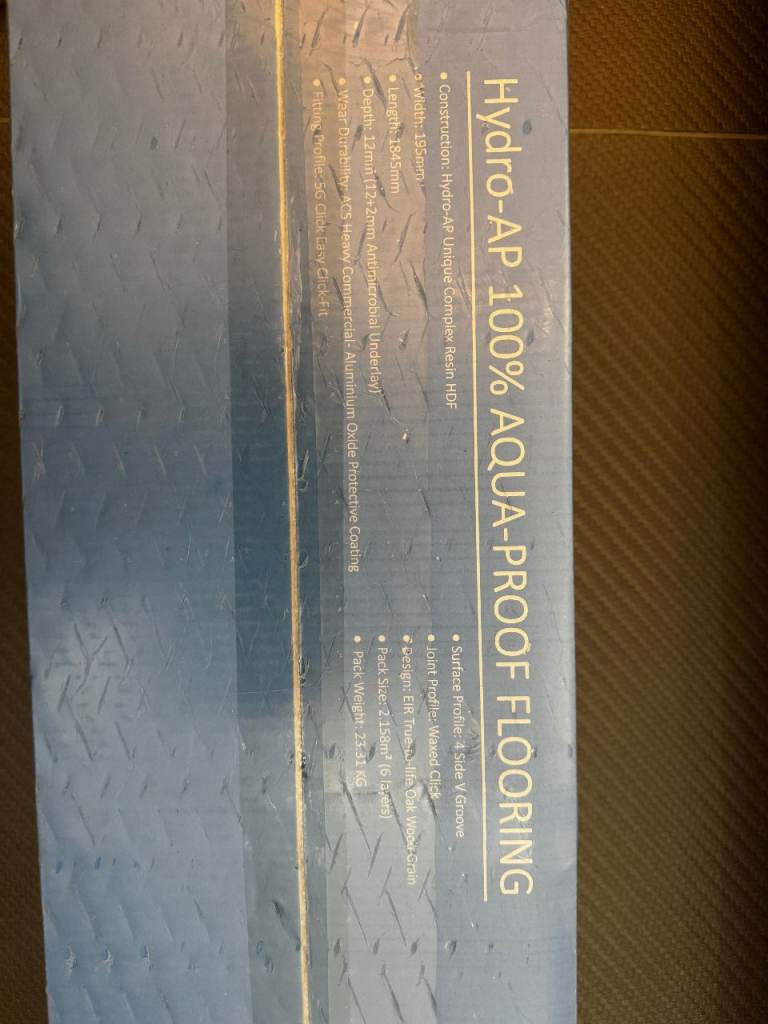 Hydro-AP 100% AQUA-PROOF FLOORING
• Construction: Hydro-AP Unique Complex Resin HDF
• Width: 195mm
• Length: 1845mm
• Depth: 12mm (12+2mm Antimicrobial Underlay)
• Waar Durability: AC5 Heavy Commercial- Aluminium Oxide Protective Coating
• Fitting Profile: 5G Click Easy Click-Fit
• Surface Profile: 4 Side V Groove
• Joint Profile: Waxed Click
• Design: EIR True-to-life Oak Wood Grain
• Pack Size: 2.158m² (6 layers)
• Pack Weight: 23.31 KG